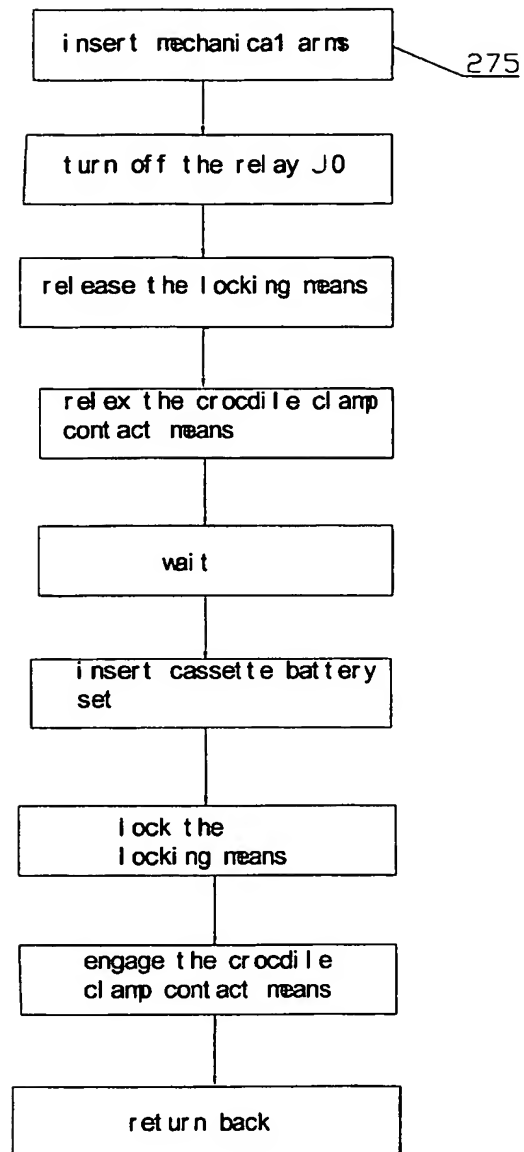 insert mechanical arms
275
turn off the relay J0
release the locking means
relex the crocdile clamp
contact means
wait
insert cassette battery
set
lock the
locking means
engage the crocdile
clamp contact means
return back